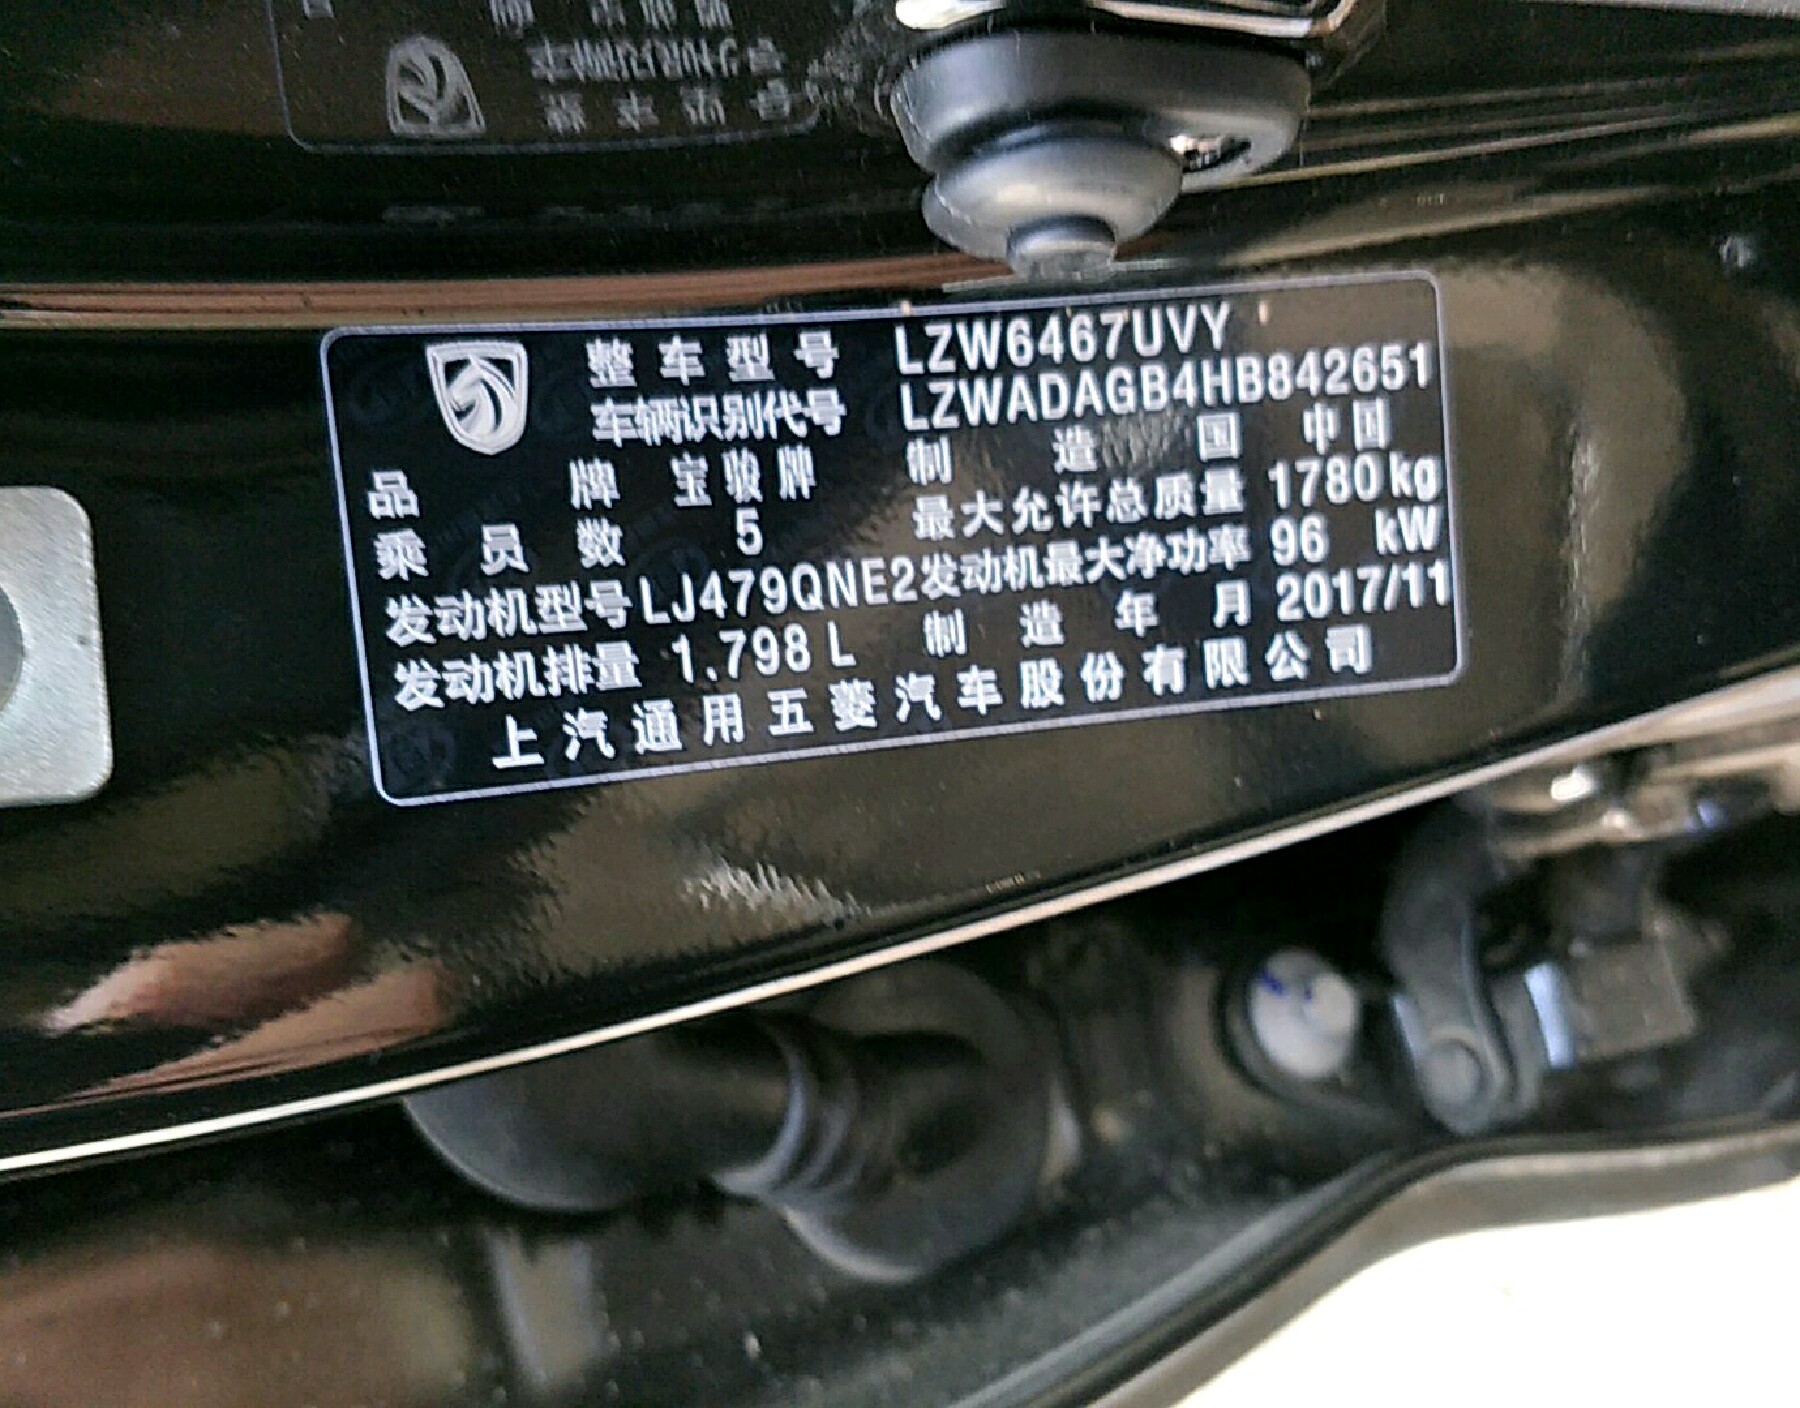 整车型号 LZW6467UVY
车辆识别代号 LZWADAGB4HB842651
品牌 宝骏牌 制造国 中国
乘员数 5 最大允许总质量 1780kg
发动机型号 LJ479QNE2 发动机最大净功率 96 kW
发动机排量 1.798 L 制造年月 2017/11
上汽通用五菱汽车股份有限公司